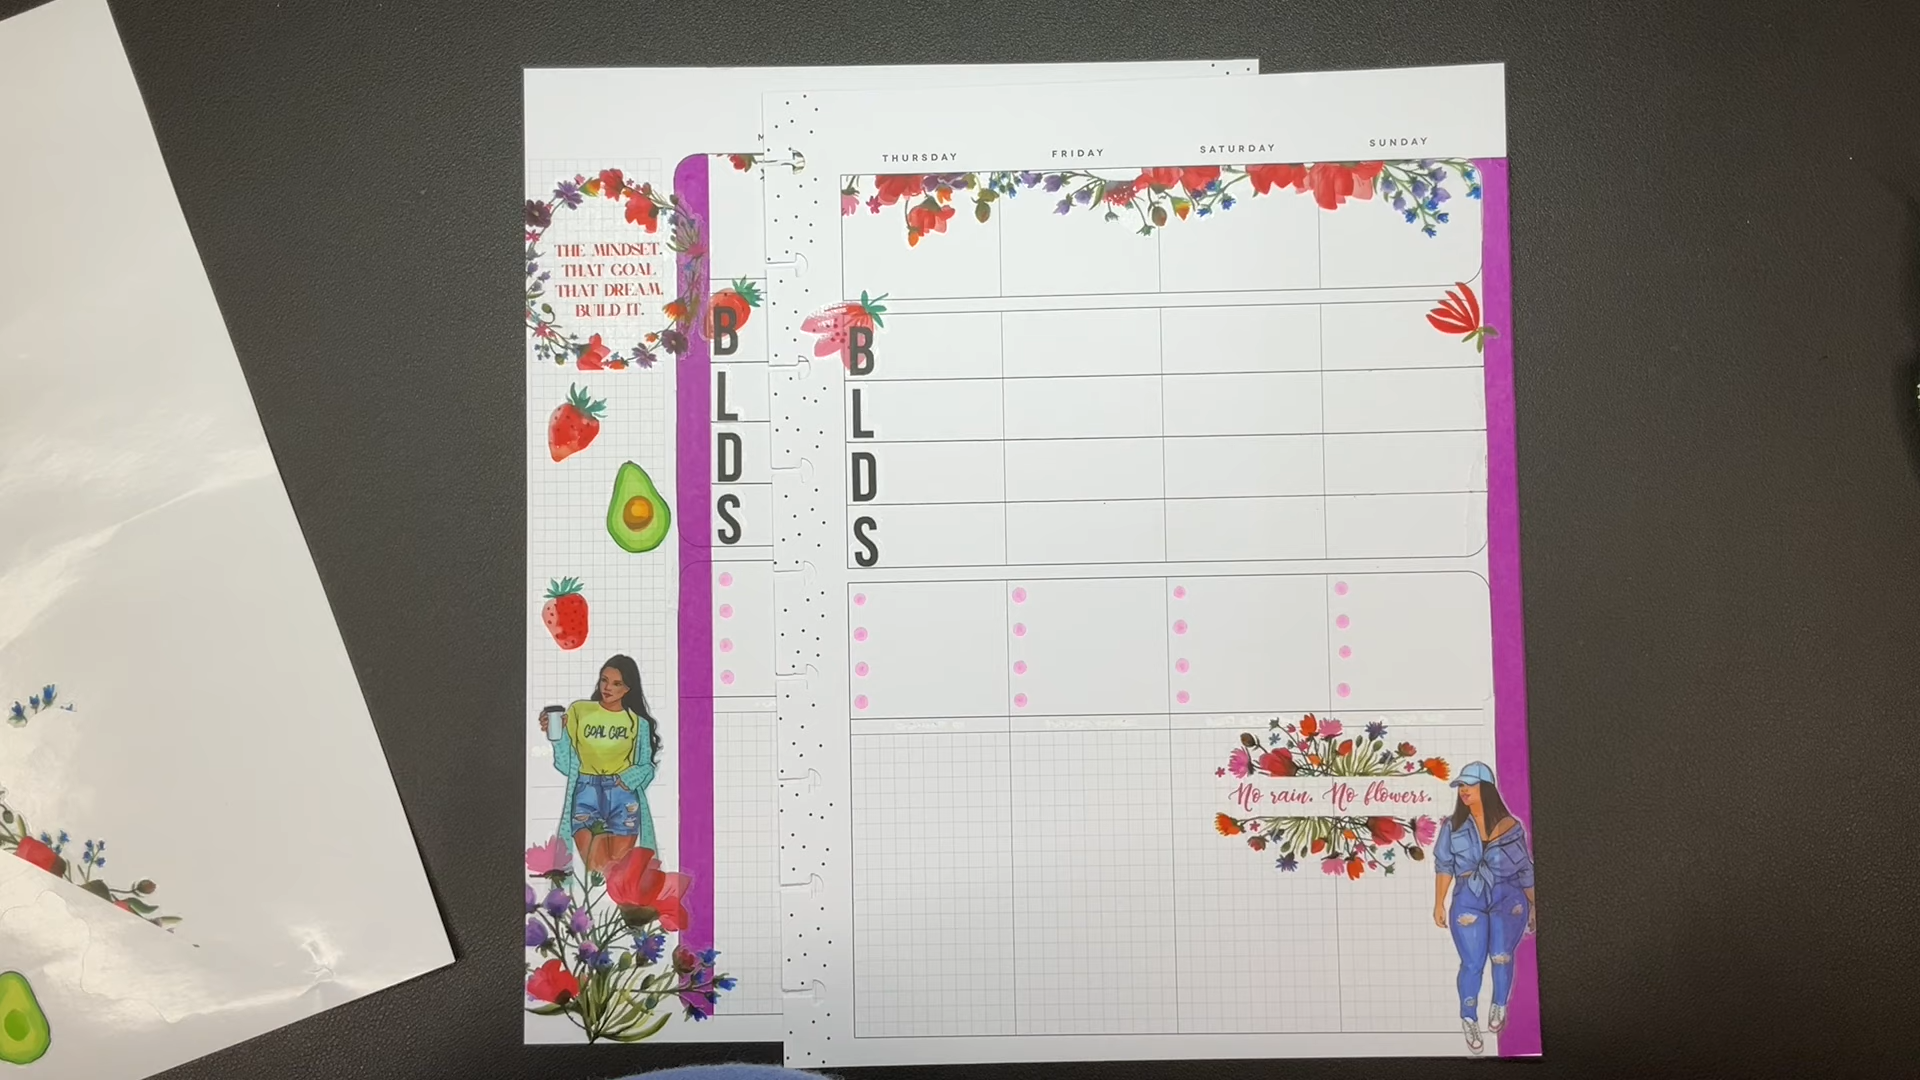 THURSDAY
FRIDAY
SATURDAY
SUNDAY
THE MINDSET.
THAT GOAL
THAT DREAM.
BUILD IT.
B
L
D
S
B
L
D
S
GOAL GIRL
No rain. No flowers.